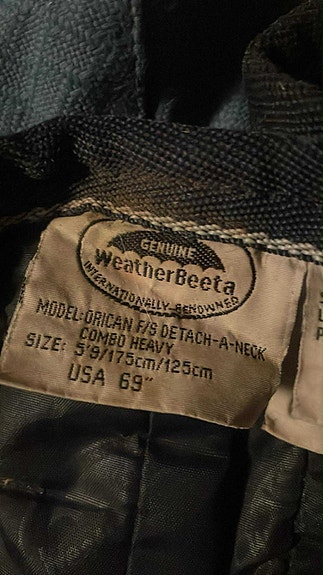 GENUINE
WeatherBeeta
INTERNATIONALLY RENOWNED
MODEL: ORICAN F/S DETACH-A-NECK
COMBO HEAVY
SIZE: 5'9/175cm/125cm
USA 69"